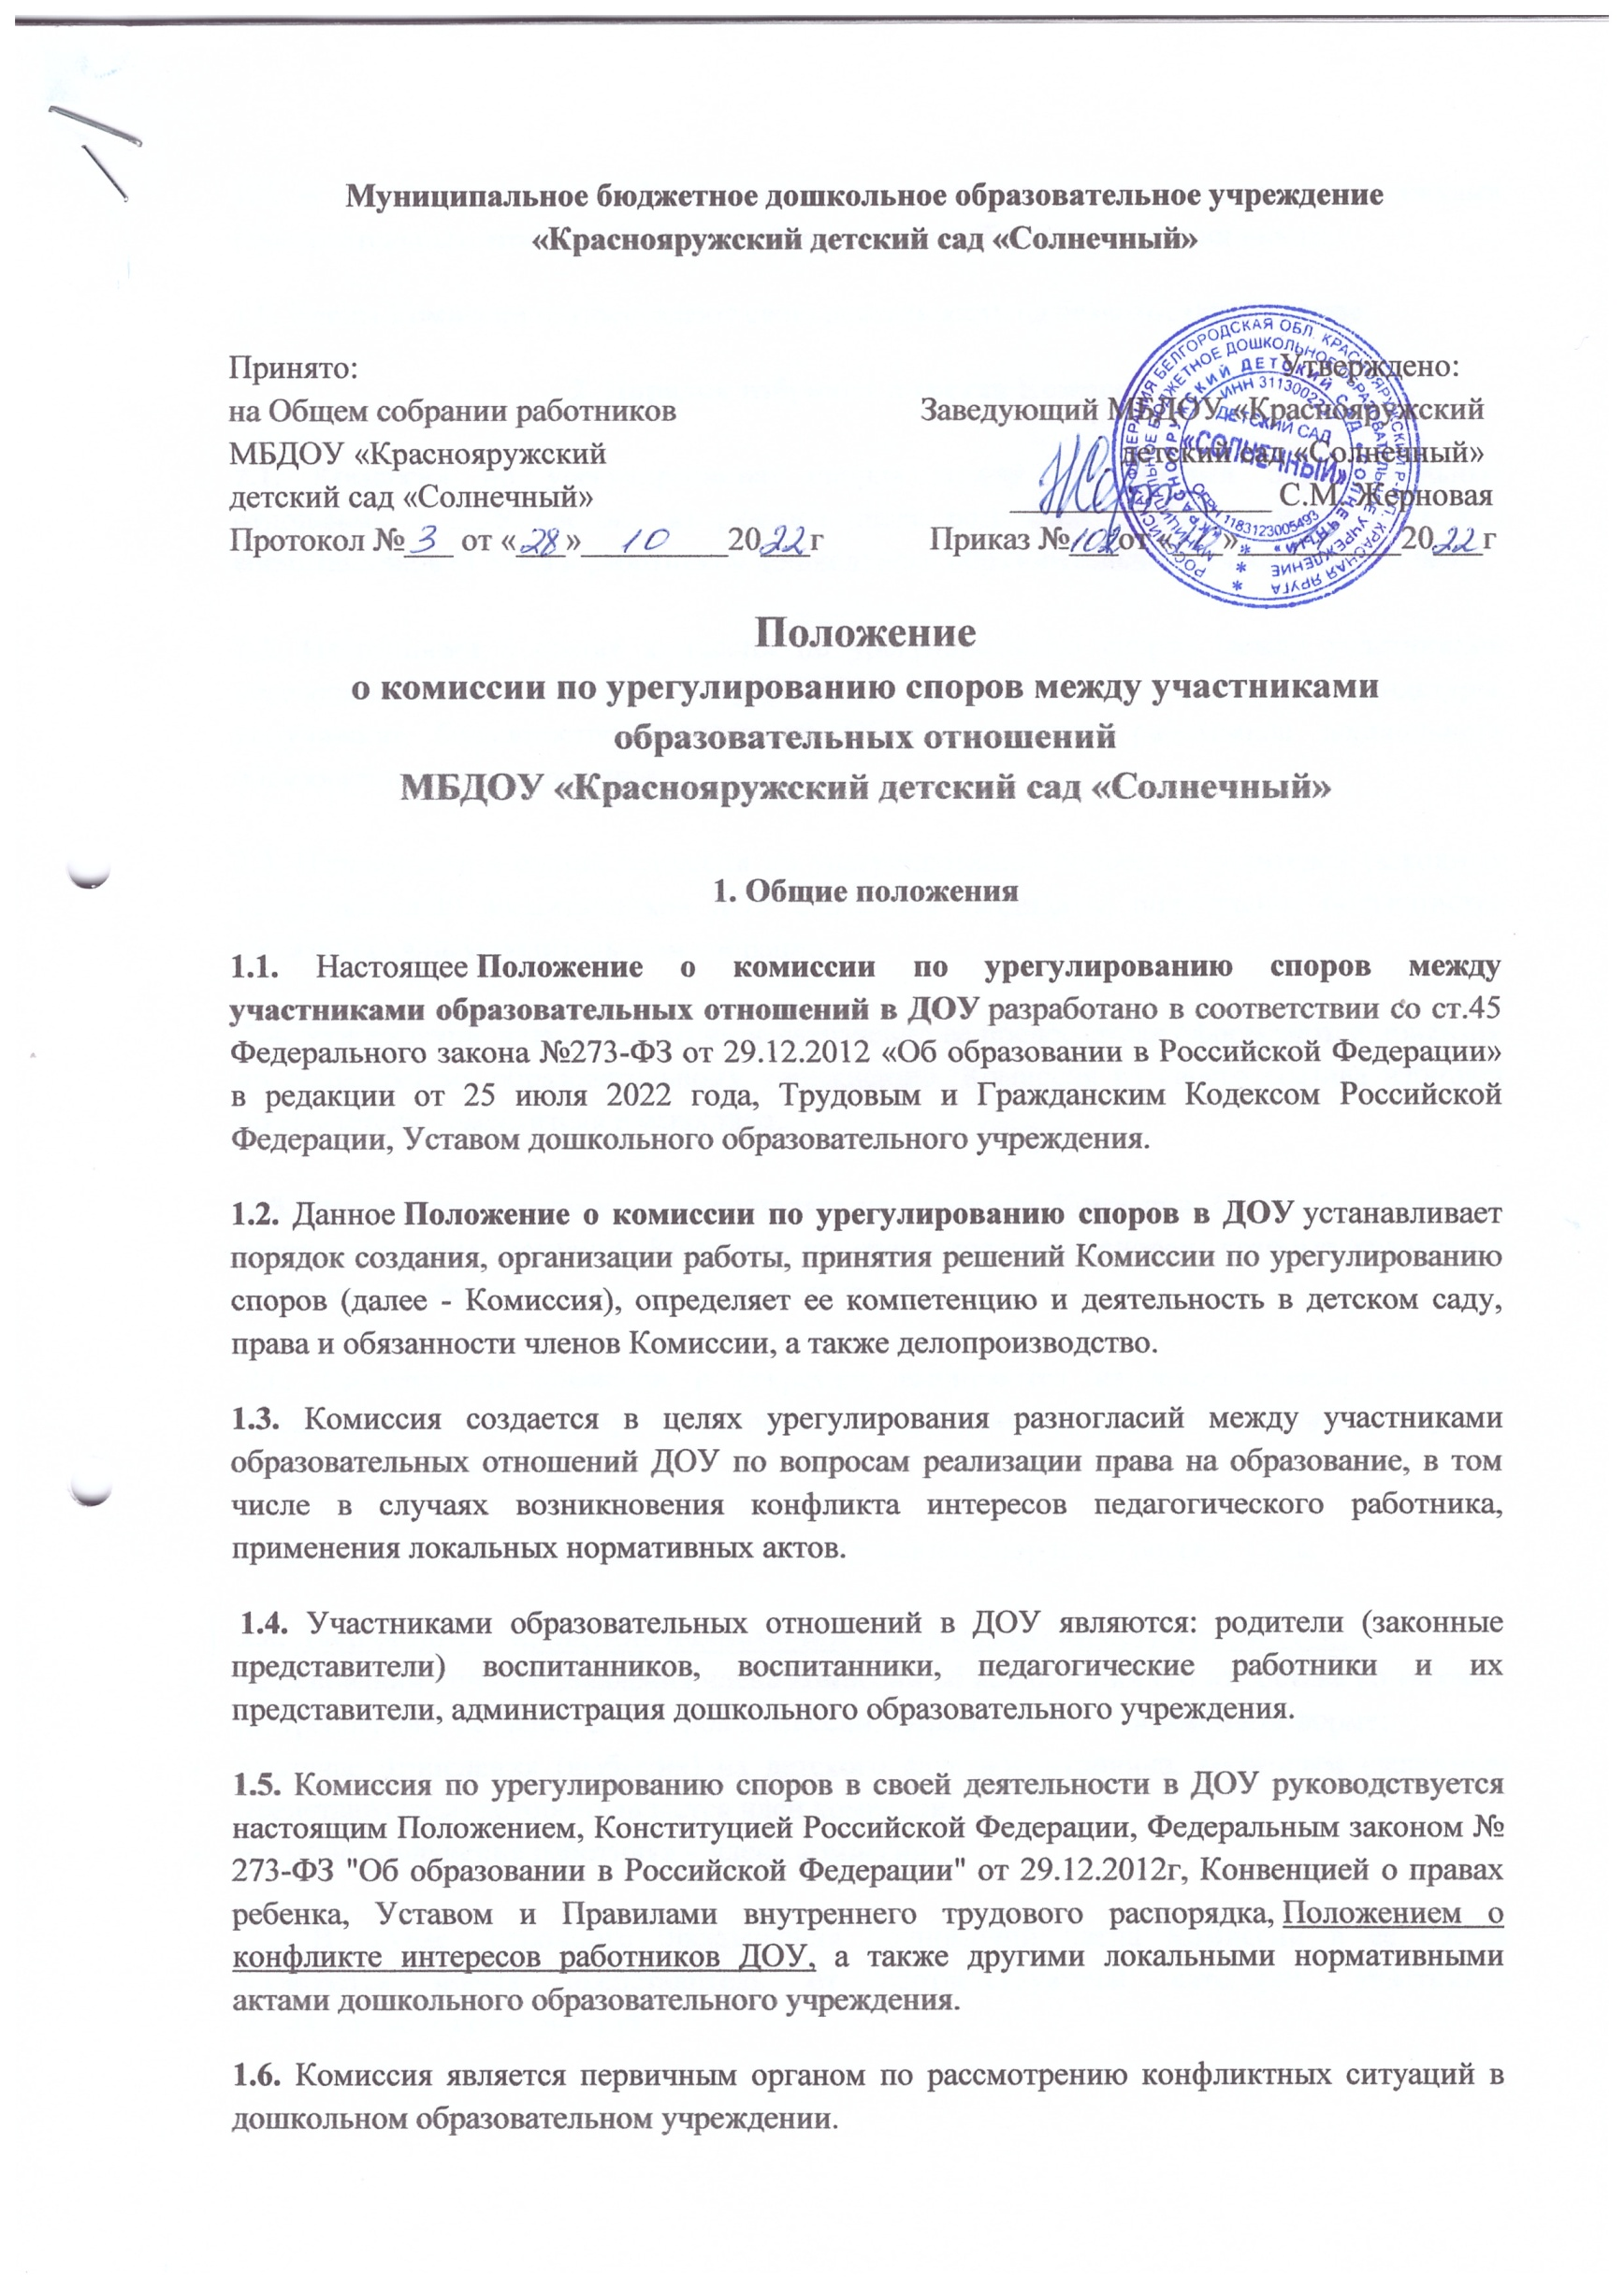 Муниципальное бюджетное дошкольное образовательное учреждение
«Краснояружский детский сад «Солнечный»
Принято:
на Общем собрании работников
МБДОУ «Краснояружский
детский сад «Солнечный»
Протокол № 3 от «28» 10 2022г
Утверждено:
Заведующий МБДОУ «Краснояружский
детский сад «Солнечный»
С.М. Жерновая
Приказ №102 от « » 2022г
ДЕТСКИЙ САД
«СОЛНЕЧНЫЙ»
ОГРН 1183123005493
Положение
о комиссии по урегулированию споров между участниками
образовательных отношений
МБДОУ «Краснояружский детский сад «Солнечный»
1. Общие положения
1.1. Настоящее Положение о комиссии по урегулированию споров между
участниками образовательных отношений в ДОУ разработано в соответствии со ст.45
Федерального закона №273-ФЗ от 29.12.2012 «Об образовании в Российской Федерации»
в редакции от 25 июля 2022 года, Трудовым и Гражданским Кодексом Российской
Федерации, Уставом дошкольного образовательного учреждения.
1.2. Данное Положение о комиссии по урегулированию споров в ДОУ устанавливает
порядок создания, организации работы, принятия решений Комиссии по урегулированию
споров (далее - Комиссия), определяет ее компетенцию и деятельность в детском саду,
права и обязанности членов Комиссии, а также делопроизводство.
1.3. Комиссия создается в целях урегулирования разногласий между участниками
образовательных отношений ДОУ по вопросам реализации права на образование, в том
числе в случаях возникновения конфликта интересов педагогического работника,
применения локальных нормативных актов.
1.4. Участниками образовательных отношений в ДОУ являются: родители (законные
представители) воспитанников, воспитанники, педагогические работники и их
представители, администрация дошкольного образовательного учреждения.
1.5. Комиссия по урегулированию споров в своей деятельности в ДОУ руководствуется
настоящим Положением, Конституцией Российской Федерации, Федеральным законом №
273-ФЗ "Об образовании в Российской Федерации" от 29.12.2012г, Конвенцией о правах
ребенка, Уставом и Правилами внутреннего трудового распорядка, Положением о
конфликте интересов работников ДОУ, а также другими локальными нормативными
актами дошкольного образовательного учреждения.
1.6. Комиссия является первичным органом по рассмотрению конфликтных ситуаций в
дошкольном образовательном учреждении.